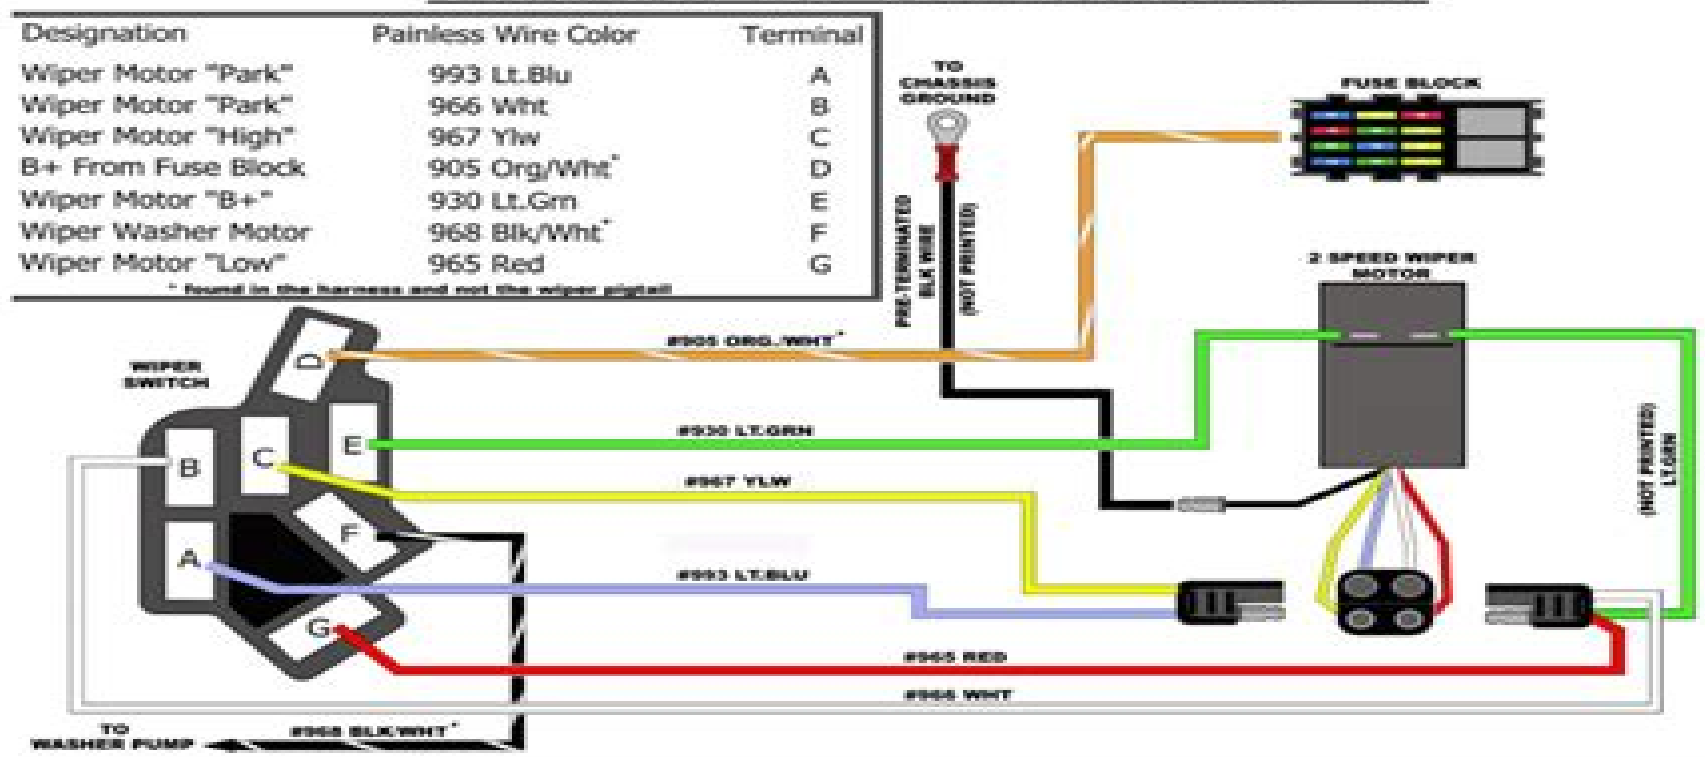 Designation Painless Wire Color Terminal
Wiper Motor "Park" 993 Lt.Blu A
Wiper Motor "Park" 966 Wht B
Wiper Motor "High" 967 Ylw C
B+ From Fuse Block 905 Org/Wht* D
Wiper Motor "B+" 930 Lt.Grn E
Wiper Washer Motor 968 Blk/Wht* F
Wiper Motor "Low" 965 Red G
* found in the harness and not the wiper pigtail
TO
CHASSIS
GROUND
FUSE BLOCK
PRE-TERMINATED
BLK WIRE
(NOT PRINTED)
2 SPEED WIPER
MOTOR
WIPER
SWITCH
#905 ORG./WHT*
#930 LT.GRN
#967 YLW
#993 LT.BLU
#965 RED
#966 WHT
#968 BLK/WHT*
TO
WASHER PUMP
(NOT PRINTED)
LT.GRN
D
E
C
B
F
A
G